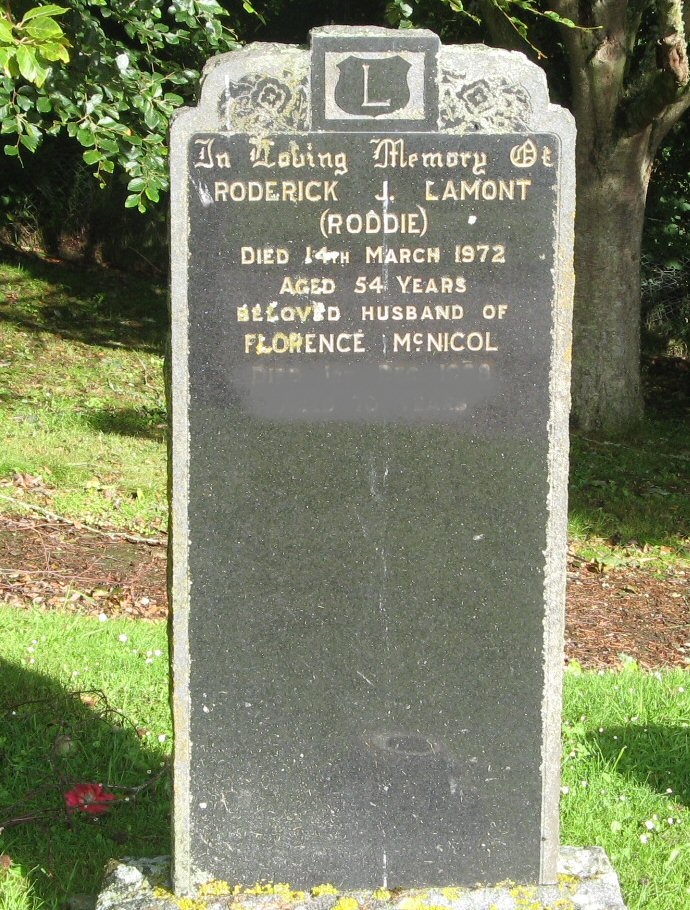 L
In Loving Memory Of
RODERICK J. LAMONT
(RODDIE)
DIED 14TH MARCH 1972
AGED 54 YEARS
BELOVED HUSBAND OF
FLORENCE MCNICOL